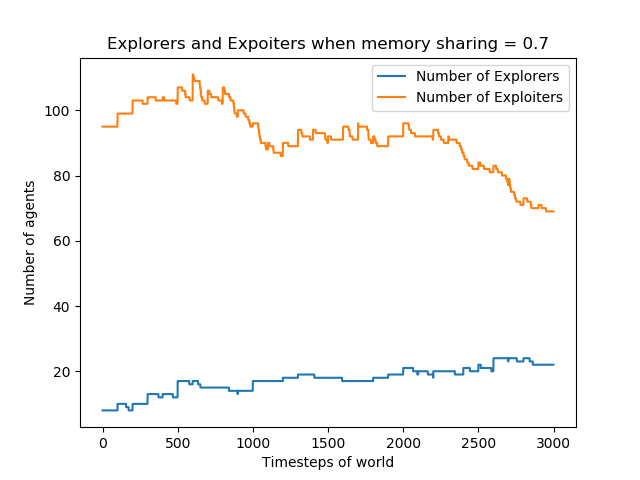 Explorers and Expoiters when memory sharing = 0.7
Number of Explorers
Number of Exploiters
Number of agents
100
80
60
40
20
0 500 1000 1500 2000 2500 3000
Timesteps of world